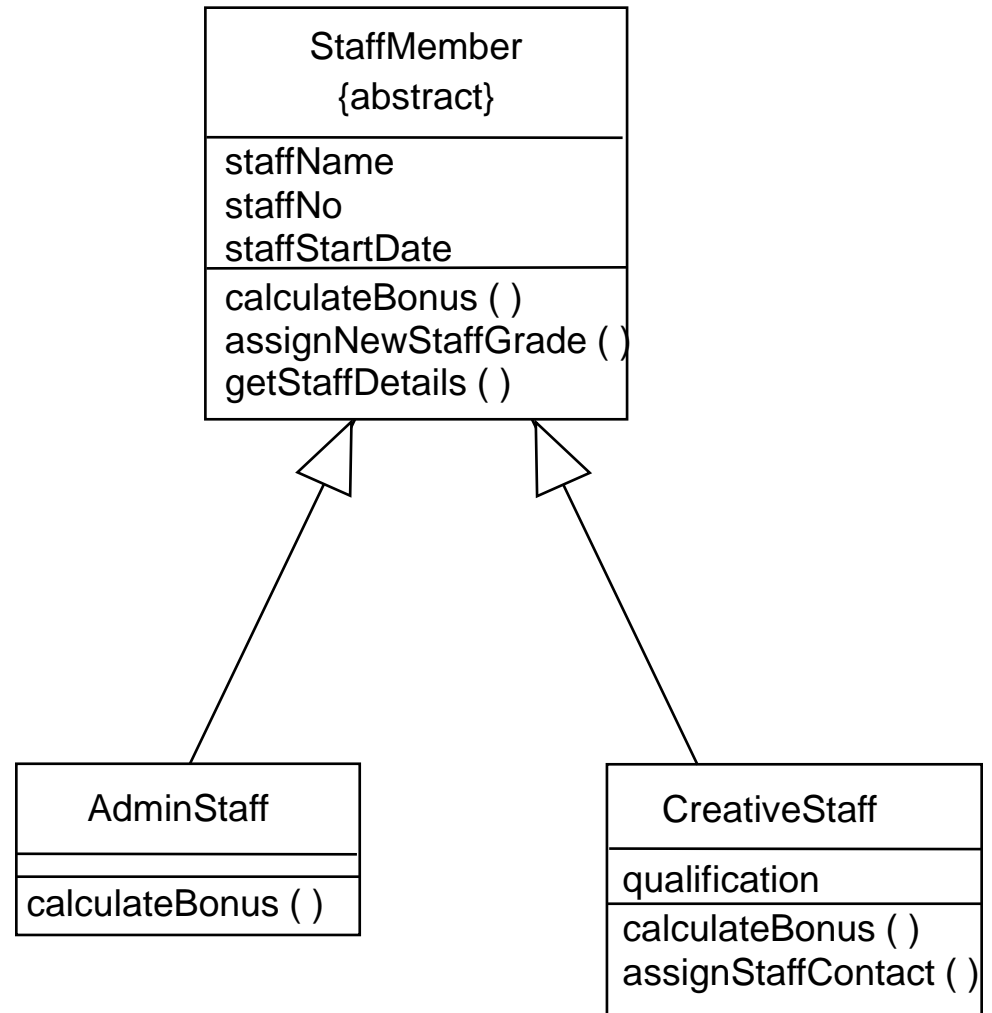 StaffMember
{abstract}
staffName
staffNo
staffStartDate
calculateBonus ( )
assignNewStaffGrade ( )
getStaffDetails ( )
AdminStaff
calculateBonus ( )
CreativeStaff
qualification
calculateBonus ( )
assignStaffContact ( )